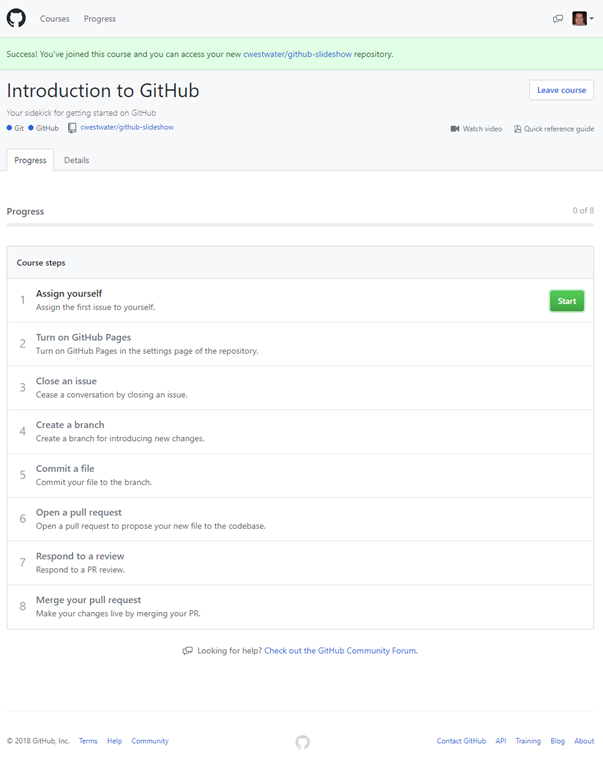 Courses Progress
Success! You've joined this course and you can access your new cwestwater/github-slideshow repository.
Introduction to GitHub
Leave course
Your sidekick for getting started on GitHub
Git GitHub cwestwater/github-slideshow
Watch video Quick reference guide
Progress Details
Progress 0 of 8
Course steps
1 Assign yourself
Assign the first issue to yourself.
Start
2 Turn on GitHub Pages
Turn on GitHub Pages in the settings page of the repository.
3 Close an issue
Cease a conversation by closing an issue.
4 Create a branch
Create a branch for introducing new changes.
5 Commit a file
Commit your file to the branch.
6 Open a pull request
Open a pull request to propose your new file to the codebase.
7 Respond to a review
Respond to a PR review.
8 Merge your pull request
Make your changes live by merging your PR.
Looking for help? Check out the GitHub Community Forum.
© 2018 GitHub, Inc. Terms Help Community Contact GitHub API Training Blog About